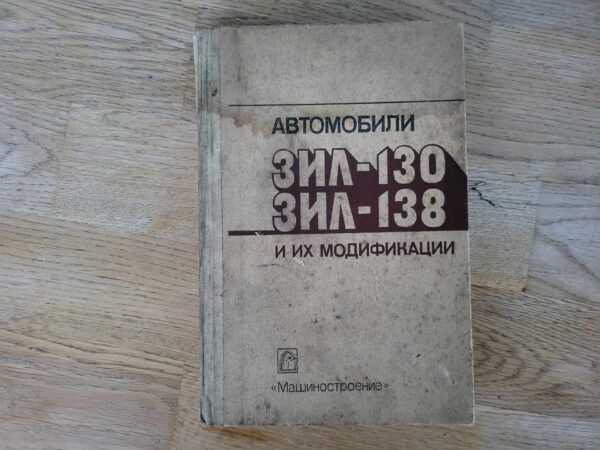 АВТОМОБИЛИ
ЗИЛ-130
ЗИЛ-138
И ИХ МОДИФИКАЦИИ
«Машиностроение»